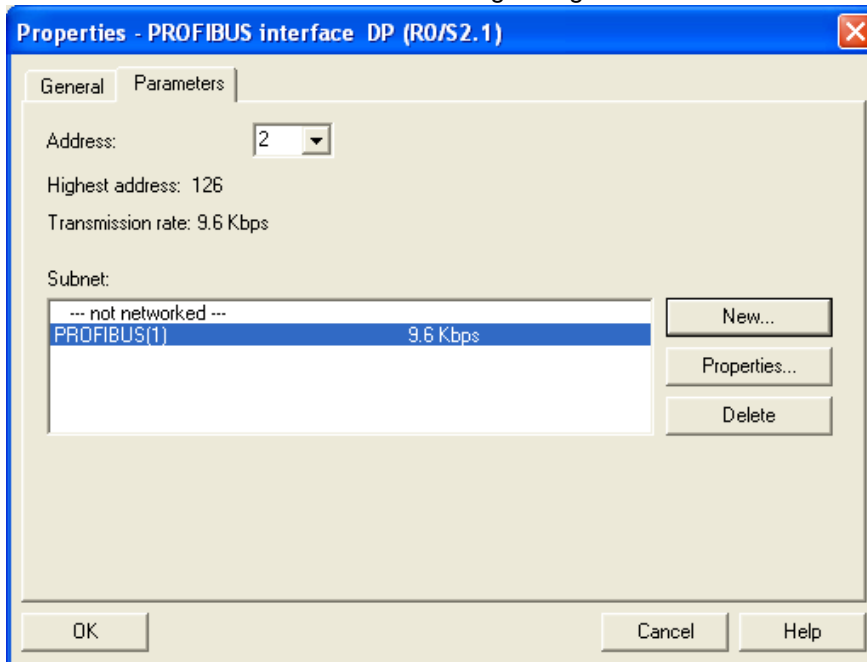 Properties - PROFIBUS interface DP (R0/S2.1)
General Parameters
Address: 2
Highest address: 126
Transmission rate: 9.6 Kbps
Subnet:
--- not networked ---
PROFIBUS(1) 9.6 Kbps
New...
Properties...
Delete
OK Cancel Help